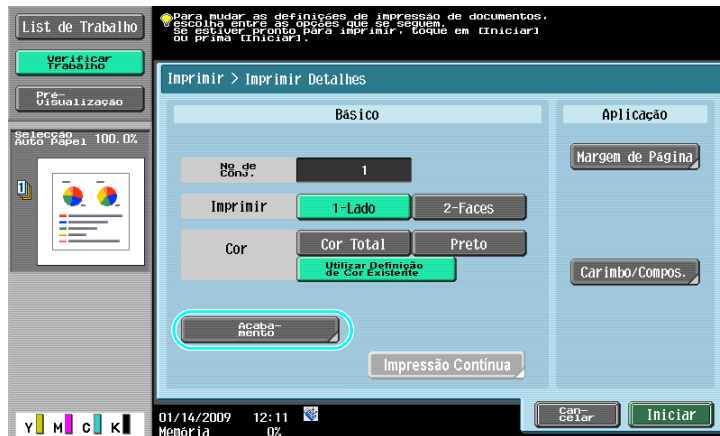 List de Trabalho
Verificar
Trabalho
Pré-
Visualização
Selecção
Auto Papel 100.0%
1
Para mudar as definições de impressão de documentos,
escolha entre as opções que se seguem.
Se estiver pronto para imprimir, toque em [Iniciar]
ou prima [Iniciar].
Imprimir > Imprimir Detalhes
Básico
Aplicação
No de
Conj.
1
Margem de Página
Imprimir 1-Lado 2-Faces
Cor Cor Total Preto
Utilizar Definição
de Cor Existente
Carimbo/Compos.
Acaba-
mento
Impressão Contínua
Y M C K
01/14/2009 12:11
Memória 0%
Can-
celar
Iniciar